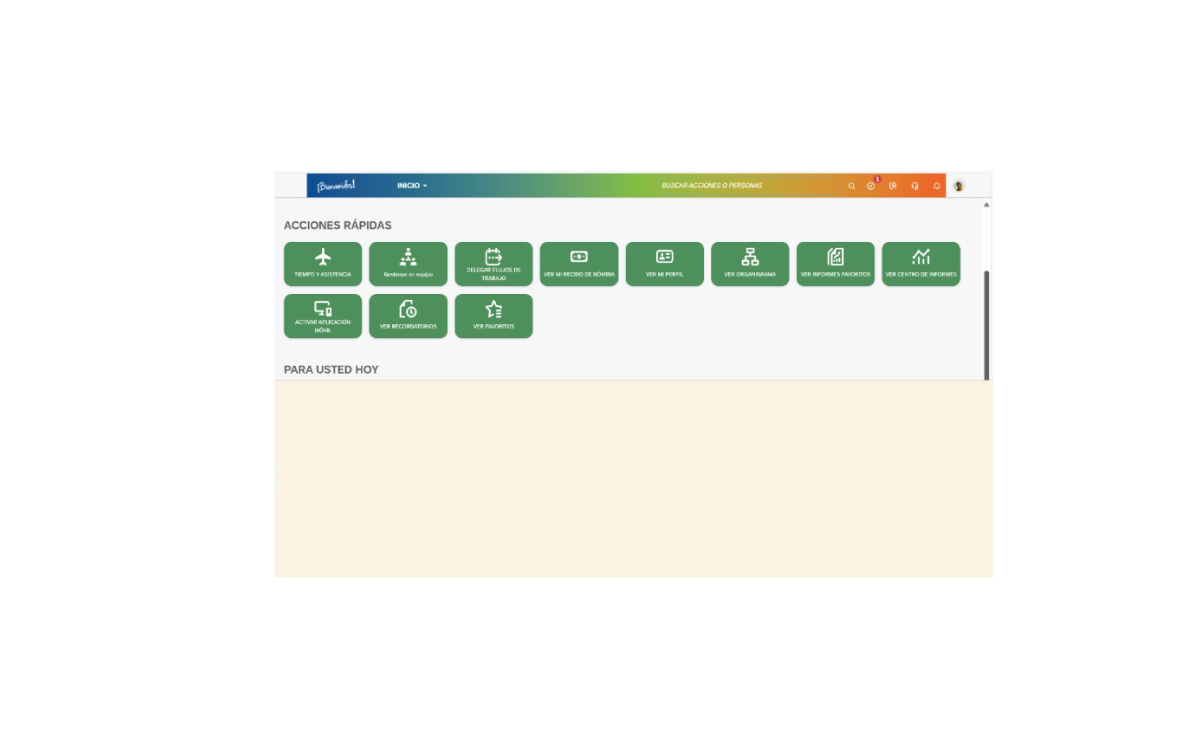 ¡Bienvenidos!
INICIO
BUSCAR ACCIONES O PERSONAS
1
ACCIONES RÁPIDAS
TIEMPO Y ASISTENCIA
Gestionar mi equipo
DELEGAR FLUJOS DE
TRABAJO
VER MI RECIBO DE NÓMINA
VER MI PERFIL
VER ORGANIGRAMA
VER INFORMES FAVORITOS
VER CENTRO DE INFORMES
ACTIVAR APLICACIÓN
MÓVIL
VER RECORDATORIOS
VER FAVORITOS
PARA USTED HOY